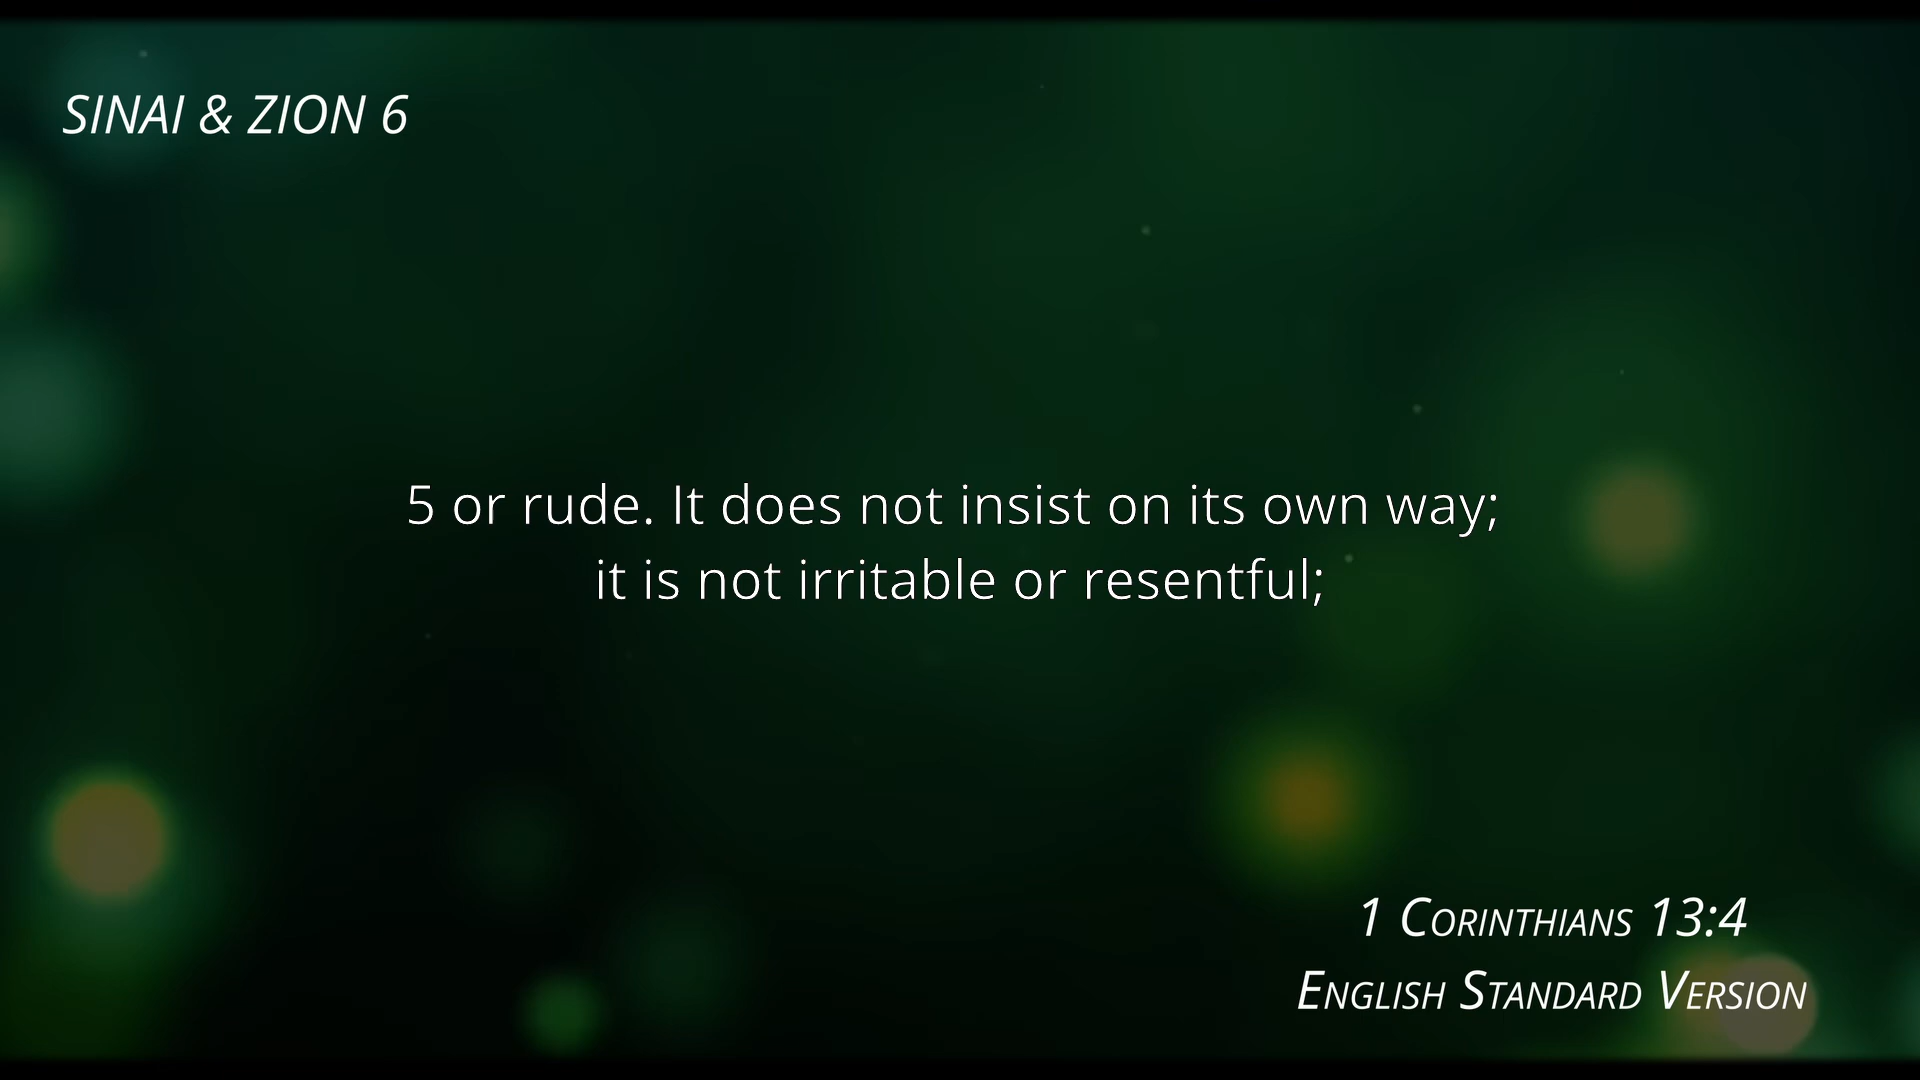 SINAI & ZION 6
5 or rude. It does not insist on its own way;
it is not irritable or resentful;
1 Corinthians 13:4
English Standard Version